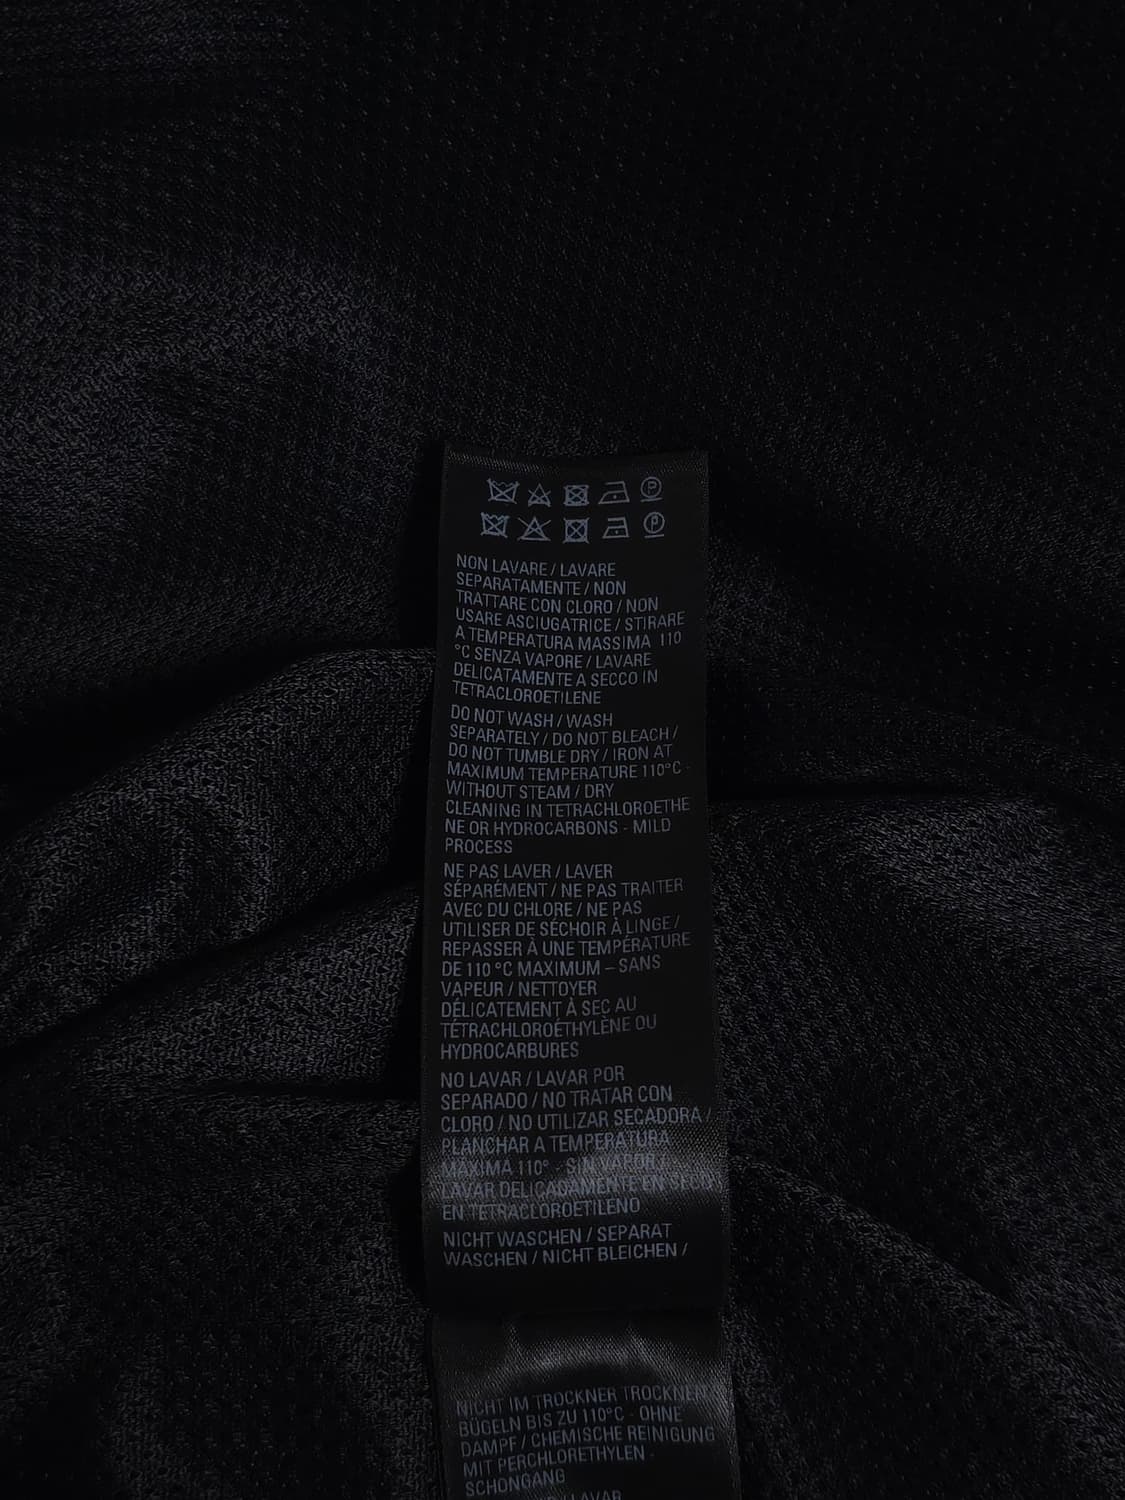 P
P
NON LAVARE / LAVARE
SEPARATAMENTE / NON
TRATTARE CON CLORO / NON
USARE ASCIUGATRICE / STIRARE
A TEMPERATURA MASSIMA 110
°C SENZA VAPORE / LAVARE
DELICATAMENTE A SECCO IN
TETRACLOROETILENE
DO NOT WASH / WASH
SEPARATELY / DO NOT BLEACH /
DO NOT TUMBLE DRY / IRON AT
MAXIMUM TEMPERATURE 110°C -
WITHOUT STEAM / DRY
CLEANING IN TETRACHLOROETHE
NE OR HYDROCARBONS - MILD
PROCESS
NE PAS LAVER / LAVER
SÉPARÉMENT / NE PAS TRAITER
AVEC DU CHLORE / NE PAS
UTILISER DE SÉCHOIR À LINGE /
REPASSER À UNE TEMPÉRATURE
DE 110 °C MAXIMUM – SANS
VAPEUR / NETTOYER
DÉLICATEMENT À SEC AU
TÉTRACHLOROÉTHYLÈNE OU
HYDROCARBURES
NO LAVAR / LAVAR POR
SEPARADO / NO TRATAR CON
CLORO / NO UTILIZAR SECADORA /
PLANCHAR A TEMPERATURA
MÁXIMA 110° - SIN VAPOR /
LAVAR DELICADAMENTE EN SECO
EN TETRACLOROETILENO
NICHT WASCHEN / SEPARAT
WASCHEN / NICHT BLEICHEN /
NICHT IM TROCKNER TROCKNEN
BÜGELN BIS ZU 110°C - OHNE
DAMPF / CHEMISCHE REINIGUNG
MIT PERCHLORETHYLEN -
SCHONGANG
/ LAVAR